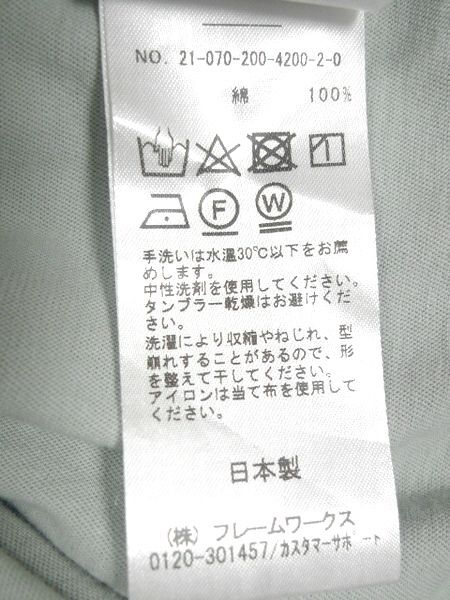 NO. 21-070-200-4200-2-0
綿 100%
F
W
手洗いは水温30℃以下をお薦
めします。
中性洗剤を使用してください。
タンブラー乾燥はお避けくだ
さい。
洗濯により収縮やねじれ、型
崩れすることがあるので、形
を整えて干してください。
アイロンは当て布を使用して
ください。
日本製
(株) フレームワークス
0120-301457/カスタマーサポート